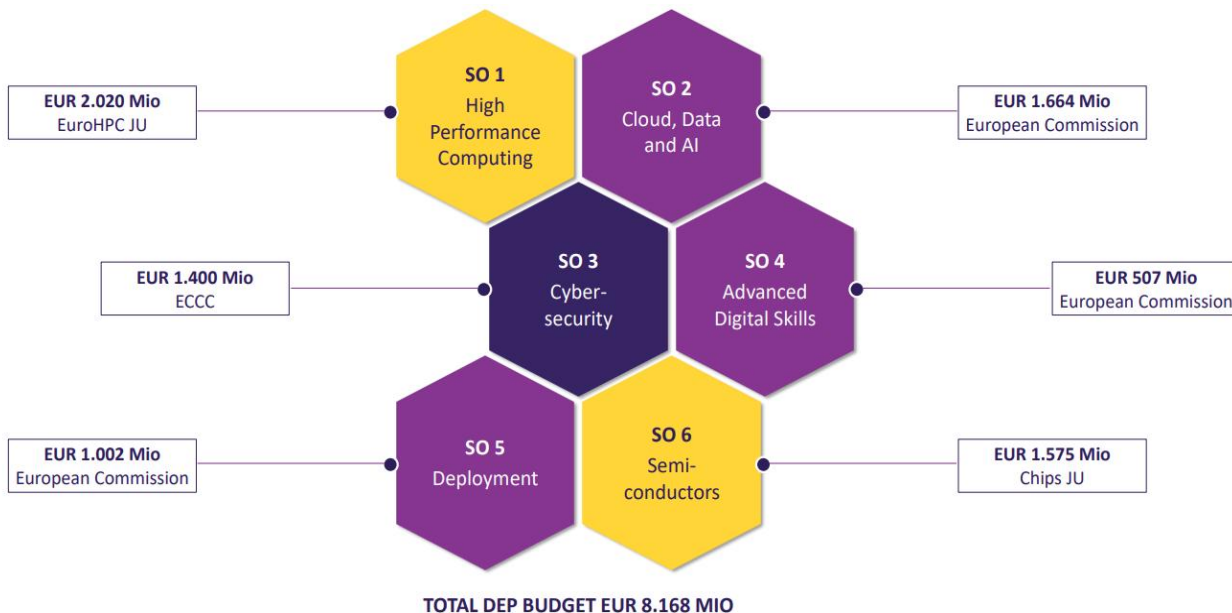 EUR 2.020 Mio
EuroHPC JU
SO 1
High
Performance
Computing
SO 2
Cloud, Data
and AI
EUR 1.664 Mio
European Commission
EUR 1.400 Mio
ECCC
SO 3
Cyber-
security
SO 4
Advanced
Digital Skills
EUR 507 Mio
European Commission
EUR 1.002 Mio
European Commission
SO 5
Deployment
SO 6
Semi-
conductors
EUR 1.575 Mio
Chips JU
TOTAL DEP BUDGET EUR 8.168 MIO